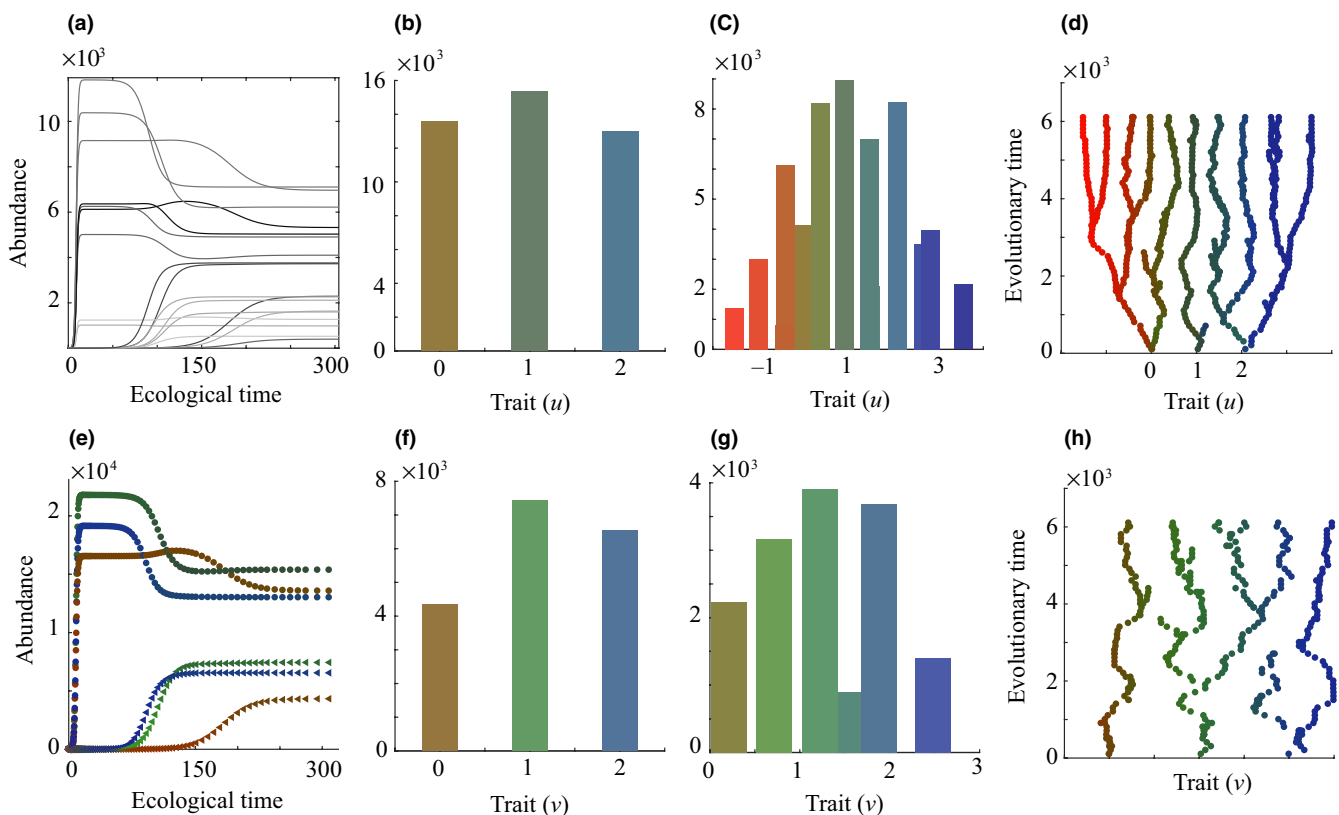 (a)
×10³
10
6
2
0
150
300
Abundance
Ecological time
(b)
×10³
16
10
4
0
0
1
2
Trait (u)
(C)
×10³
8
6
2
0
–1
1
3
Trait (u)
(d)
×10³
6
4
2
0
0
1
2
Evolutionary time
Trait (u)
(e)
×10⁴
2
1
0
0
150
300
Abundance
Ecological time
(f)
×10³
8
4
0
0
1
2
Trait (v)
(g)
×10³
4
2
0
0
1
2
3
Trait (v)
(h)
×10³
6
4
2
0
Evolutionary time
Trait (v)